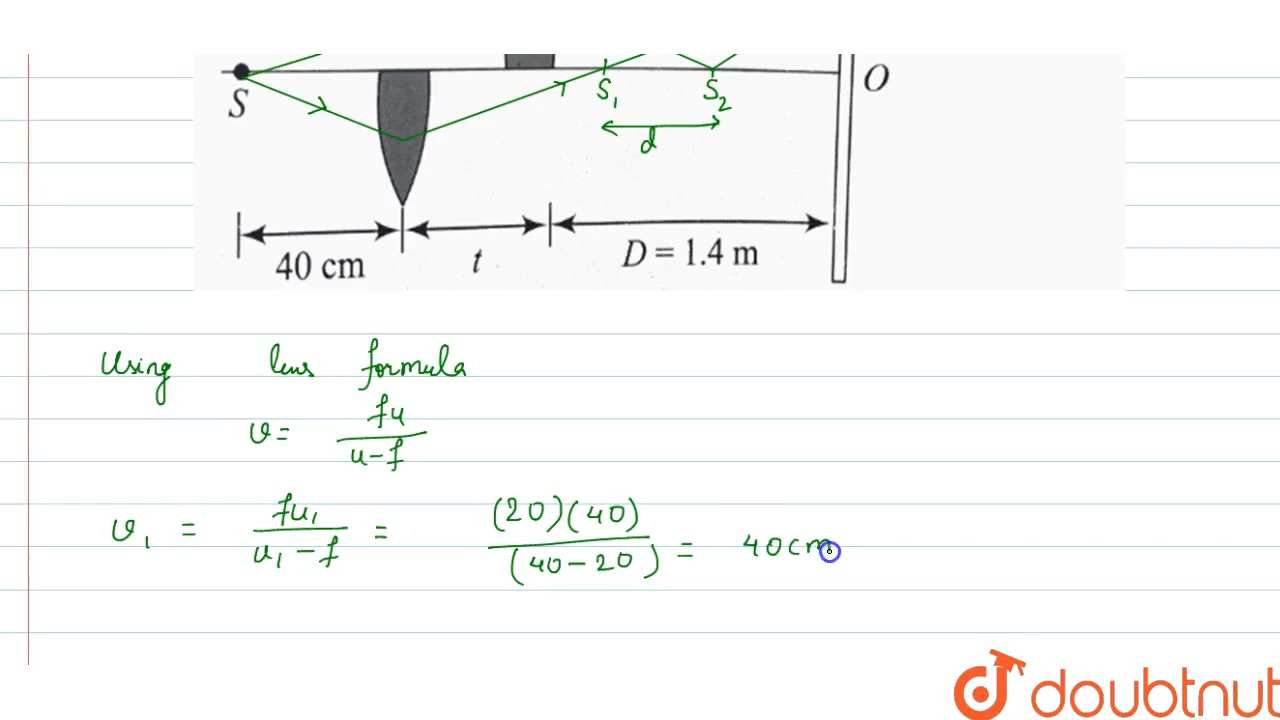 S S₁ S₂ O
d
40 cm t D = 1.4 m
Using lens formula
v = fu / u-f
v₁ = fu₁ / u₁-f = (20)(40) / (40-20) = 40cm
doubtnut